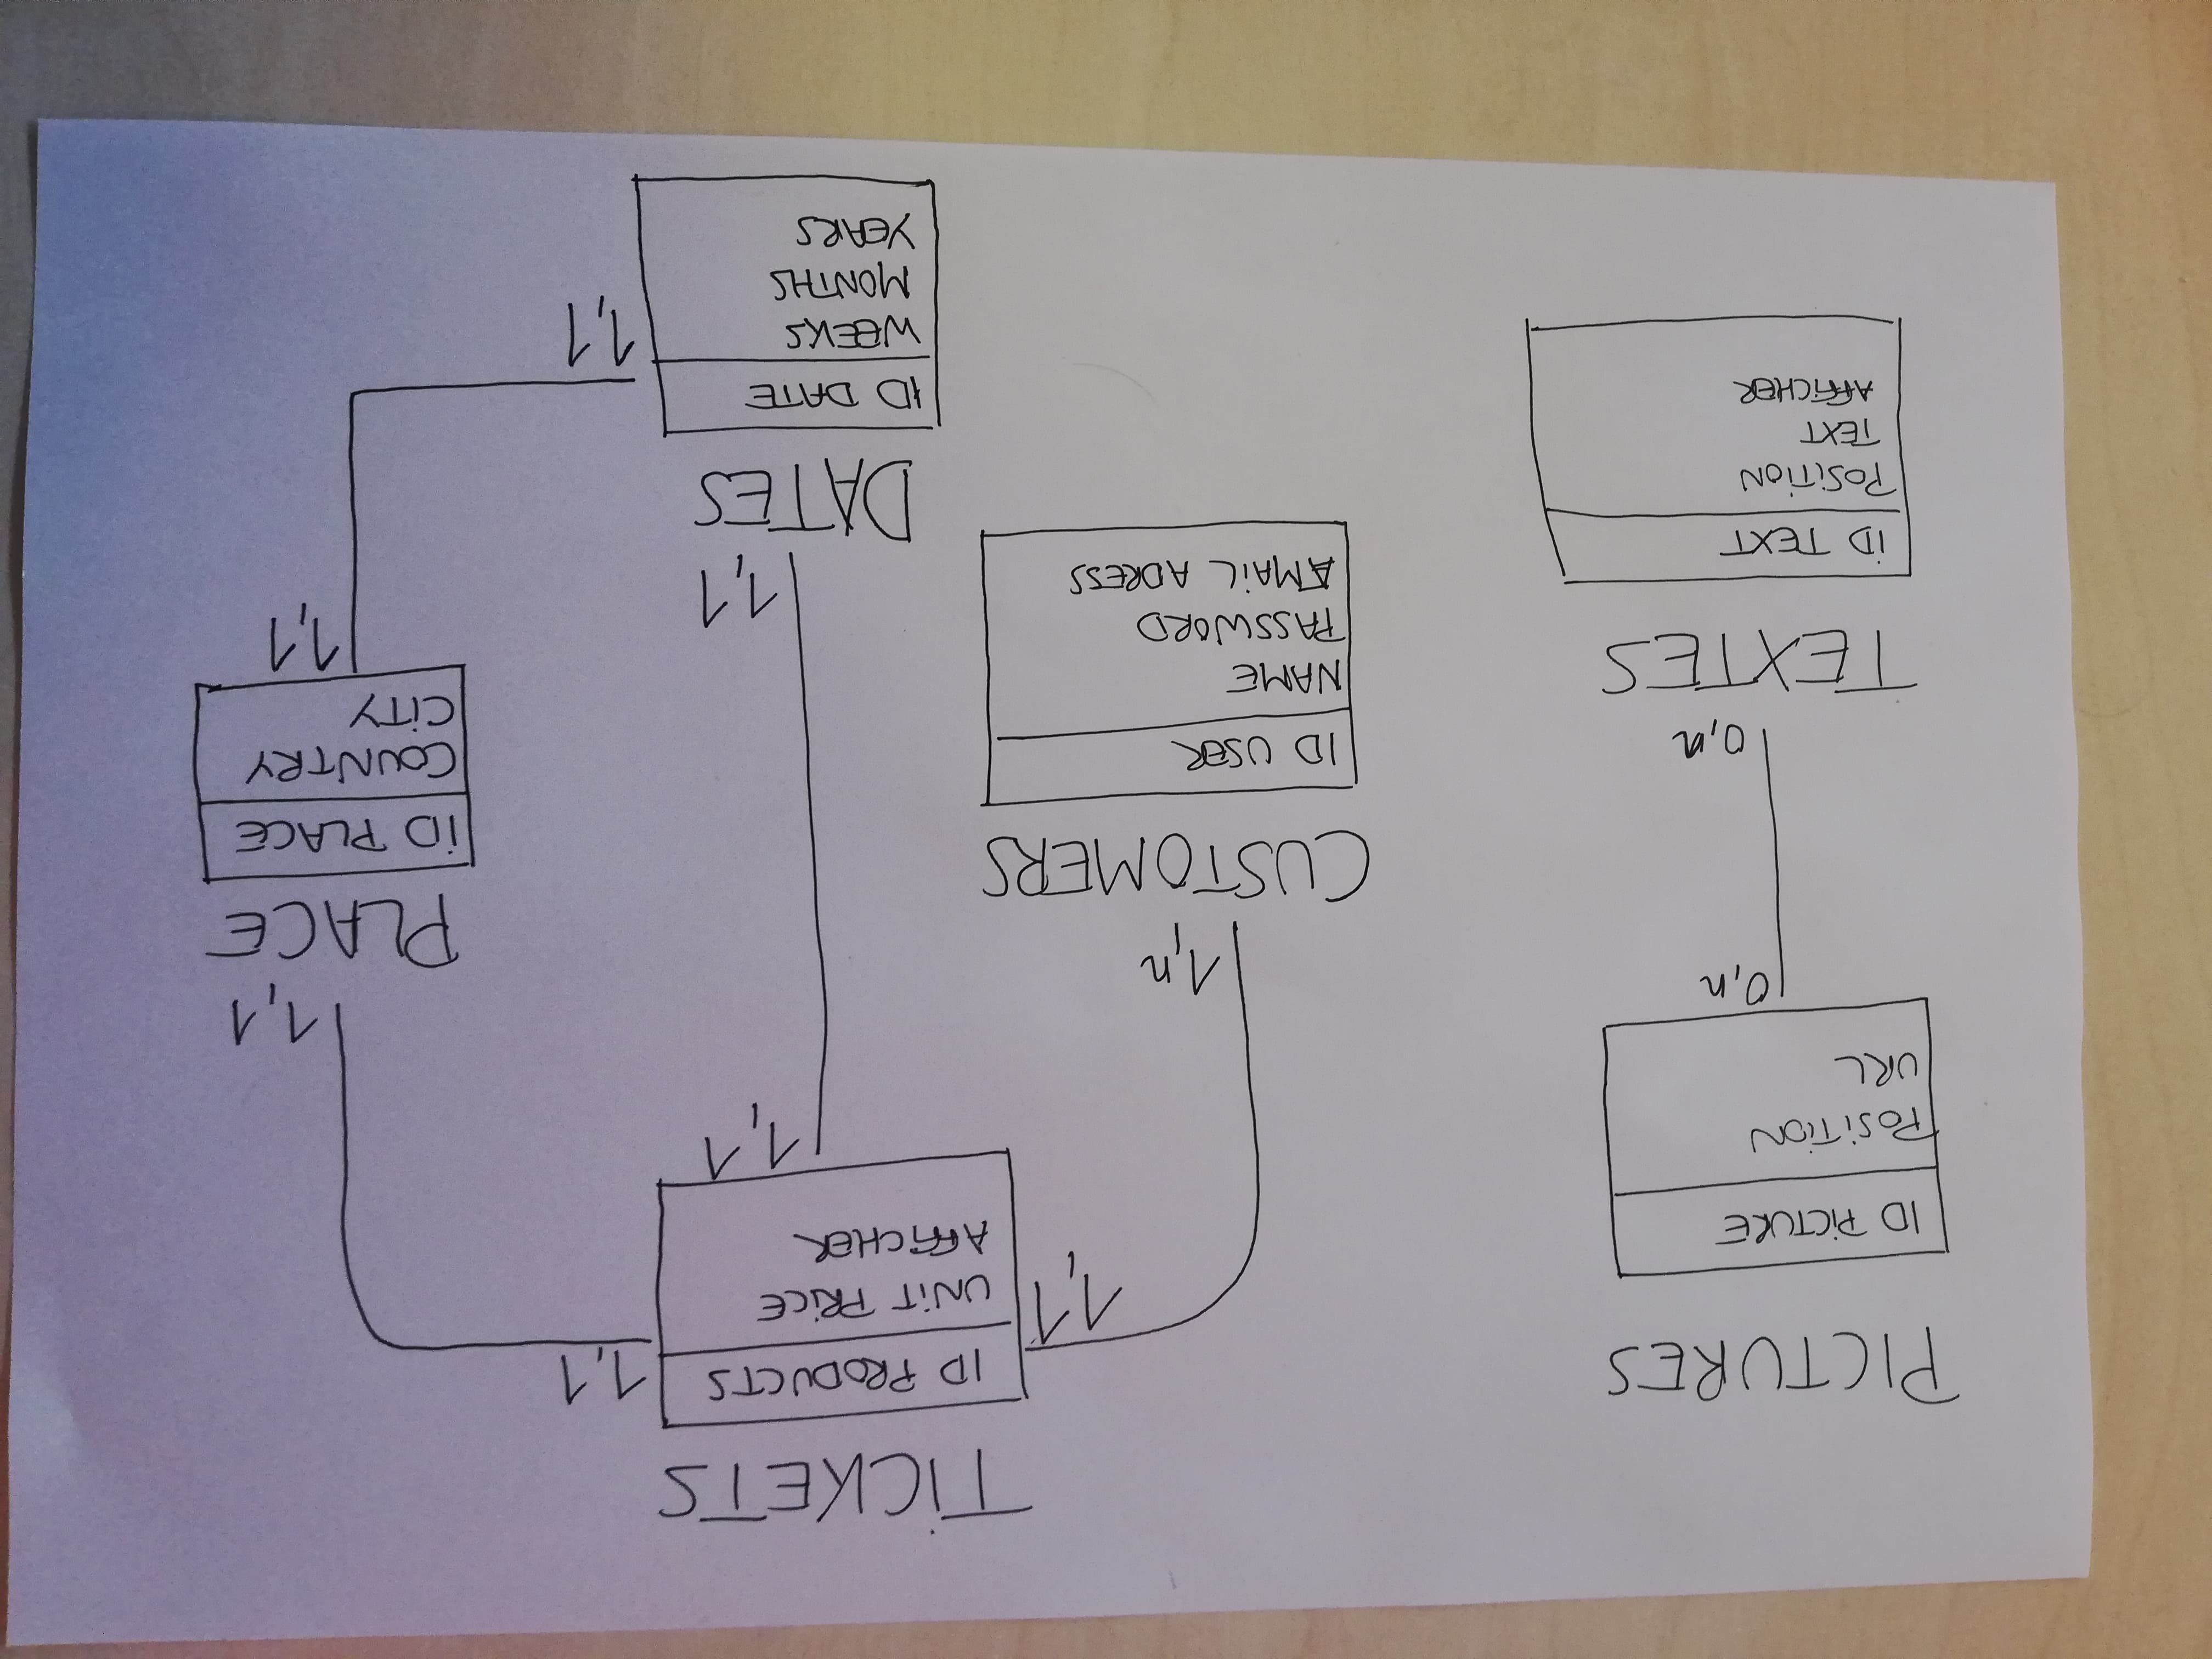 PICTURES
ID PICTURE
POSITION
URL
0,n
0,n
TEXTES
ID TEXT
POSITION
TEXT
AFFICHER
TICKETS
ID PRODUCTS
UNIT PRICE
AFFICHER
1,1
1,1
1,1
1,n
CUSTOMERS
ID USER
NAME
PASSWORD
AMAIL ADRESS
1,1
PLACE
ID PLACE
COUNTRY
CITY
1,1
1,1
DATES
ID DATE
WEEKS
MONTHS
YEARS
1,1